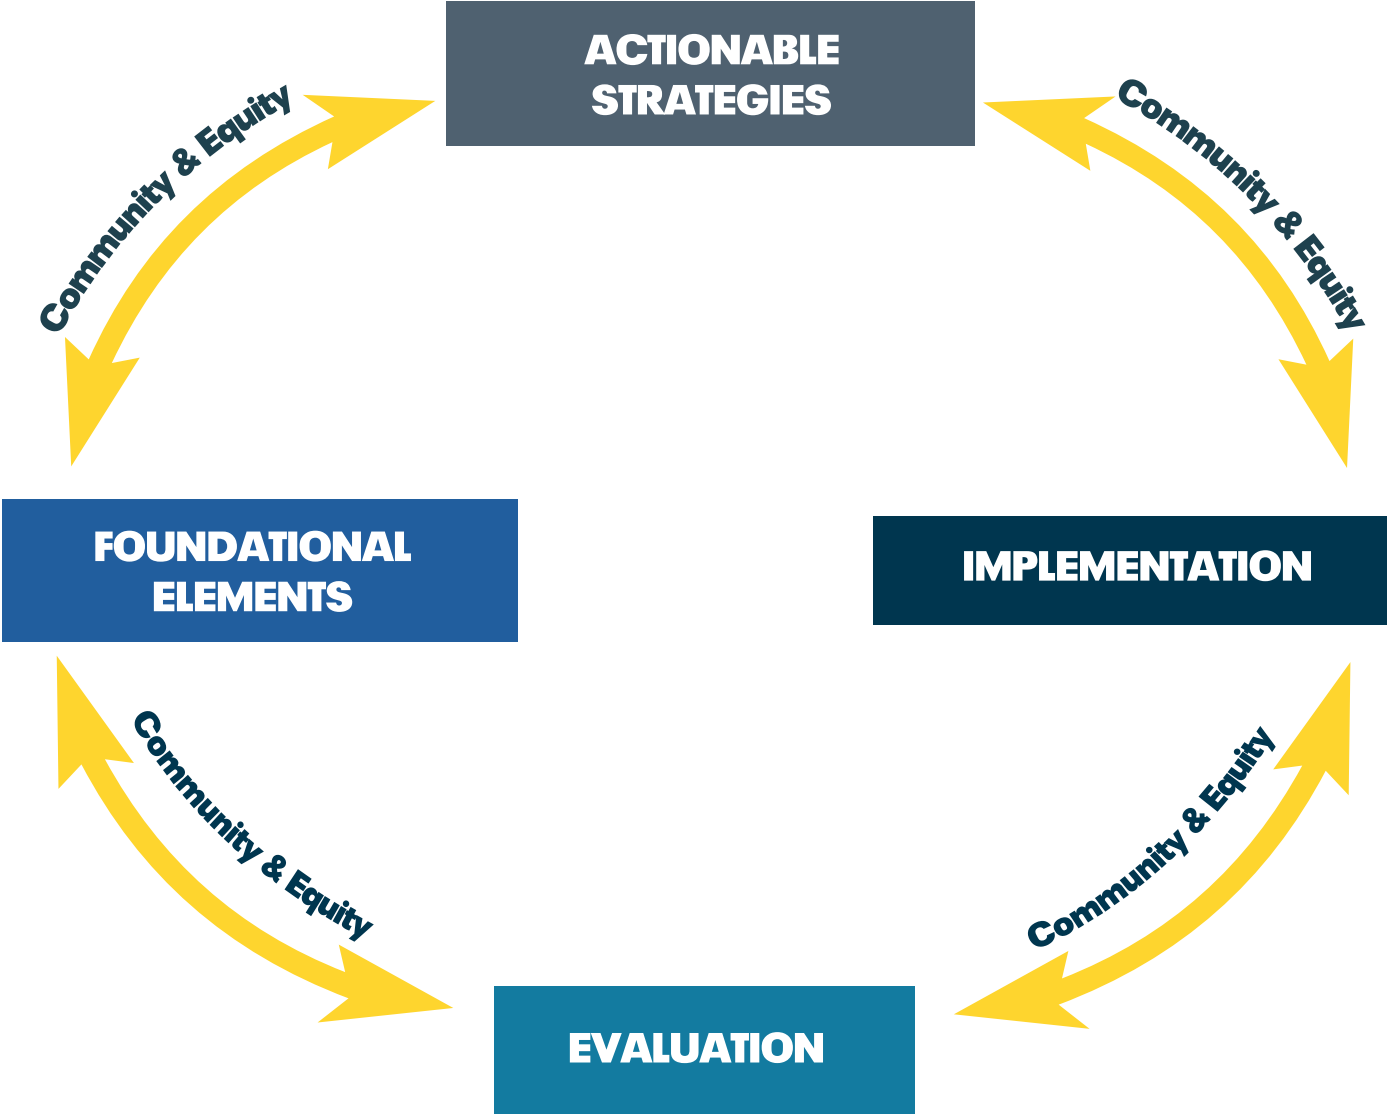 ACTIONABLE
STRATEGIES
Community & Equity
Community & Equity
FOUNDATIONAL
ELEMENTS
IMPLEMENTATION
Community & Equity
Community & Equity
EVALUATION